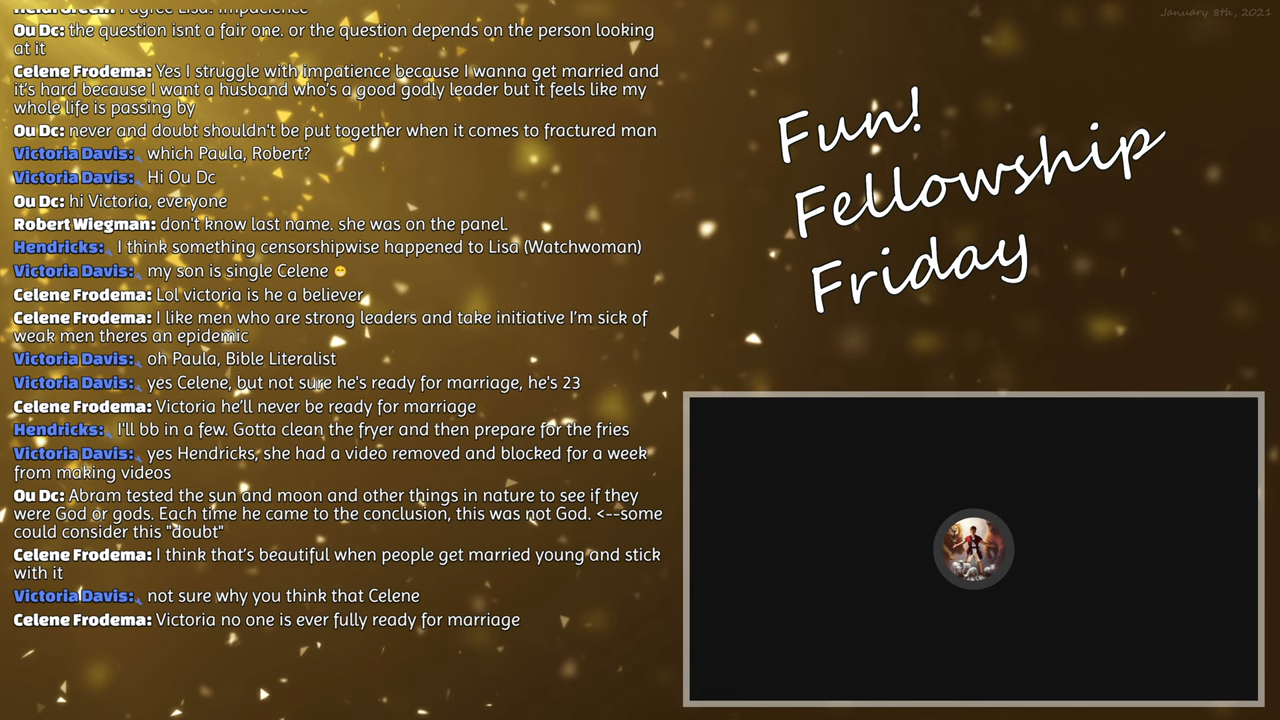 Heidi Green: I agree Lisa! Impacience
Ou Dc: the question isnt a fair one. or the question depends on the person looking
at it
Celene Frodema: Yes I struggle with impatience because I wanna get married and
it's hard because I want a husband who's a good godly leader but it feels like my
whole life is passing by
Ou Dc: never and doubt shouldn't be put together when it comes to fractured man
Victoria Davis: which Paula, Robert?
Victoria Davis: Hi Ou Dc
Ou Dc: hi Victoria, everyone
Robert Wiegman: don't know last name. she was on the panel.
Hendricks: I think something censorshipwise happened to Lisa (Watchwoman)
Victoria Davis: my son is single Celene 😁
Celene Frodema: Lol victoria is he a believer
Celene Frodema: I like men who are strong leaders and take initiative I'm sick of
weak men theres an epidemic
Victoria Davis: oh Paula, Bible Literalist
Victoria Davis: yes Celene, but not sure he's ready for marriage, he's 23
Celene Frodema: Victoria he'll never be ready for marriage
Hendricks: I'll bb in a few. Gotta clean the fryer and then prepare for the fries
Victoria Davis: yes Hendricks, she had a video removed and blocked for a week
from making videos
Ou Dc: Abram tested the sun and moon and other things in nature to see if they
were God or gods. Each time he came to the conclusion, this was not God. <--some
could consider this "doubt"
Celene Frodema: I think that's beautiful when people get married young and stick
with it
Victoria Davis: not sure why you think that Celene
Celene Frodema: Victoria no one is ever fully ready for marriage
January 8th, 2021
Fun!
Fellowship
Friday